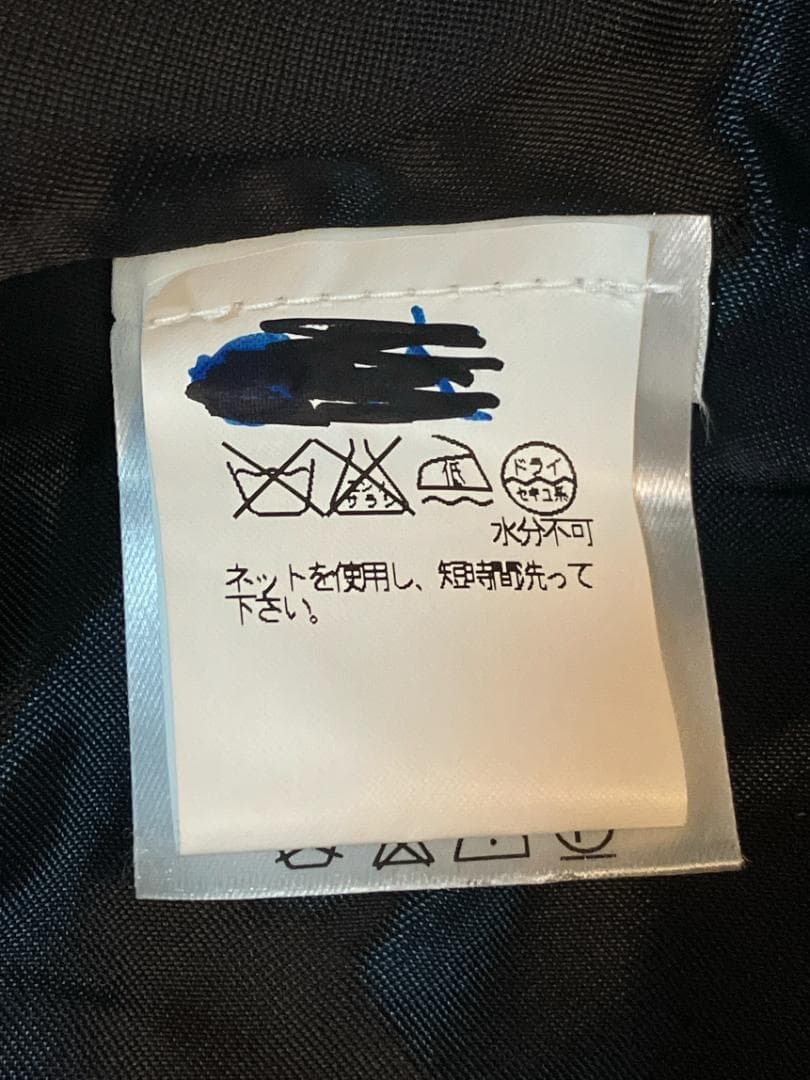 低
ドライ
セキユ系
水分不可
ネットを使用し、短時間洗って
下さい。